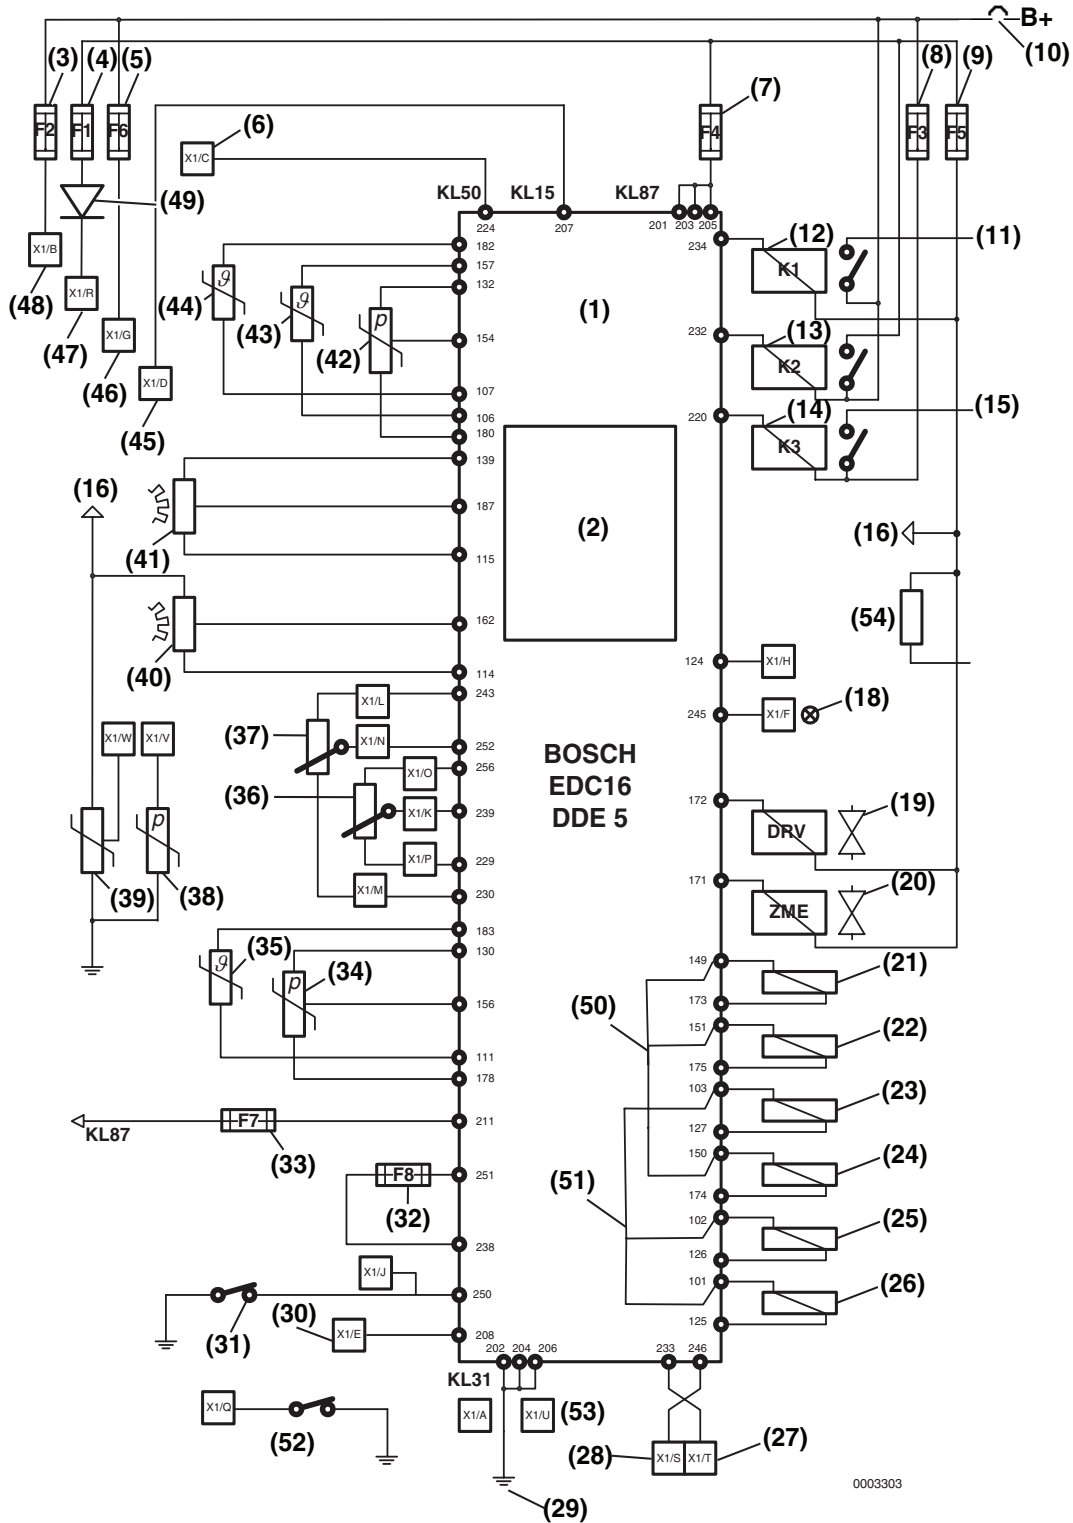 B+
(3)
(4)
(5)
(8)
(9)
(10)
(7)
(6)
F2
F1
F6
F4
F3
F5
X1/C
KL50
KL15
KL87
(49)
224
207
201
203
205
X1/B
(48)
X1/R
(47)
X1/G
(46)
X1/D
(45)
182
157
132
154
107
106
180
139
187
115
162
114
243
252
256
239
229
230
183
130
156
111
178
211
251
238
250
208
ϑ
(44)
ϑ
(43)
p
(42)
(1)
(2)
234
(12)
K1
(11)
232
(13)
K2
220
(14)
K3
(15)
(16)
(41)
(40)
(16)
(54)
124
X1/H
245
X1/F
(18)
X1/L
(37)
X1/N
X1/O
(36)
X1/K
X1/P
X1/M
X1/W
X1/V
p
(39)
(38)
BOSCH
EDC16
DDE 5
172
DRV
(19)
171
ZME
(20)
ϑ
(35)
p
(34)
149
(21)
173
(50)
151
(22)
175
103
(23)
127
150
(24)
174
(51)
102
(25)
126
101
(26)
125
KL87
F7
(33)
F8
(32)
X1/J
(31)
(30)
X1/E
202
204
206
233
246
KL31
X1/Q
(52)
X1/A
X1/U
(53)
(28)
X1/S
X1/T
(27)
(29)
0003303